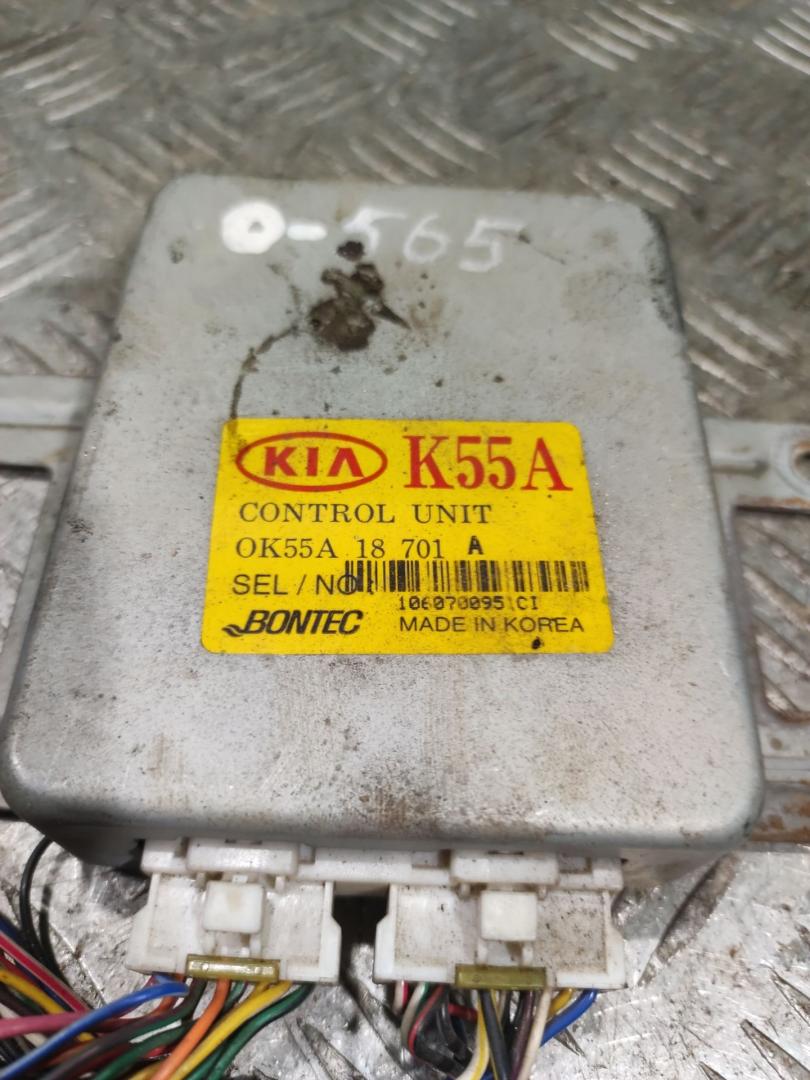 O-565
KIA K55A
CONTROL UNIT
OK55A 18 701 A
SEL / NO :
106070095 CI
BONTEC MADE IN KOREA